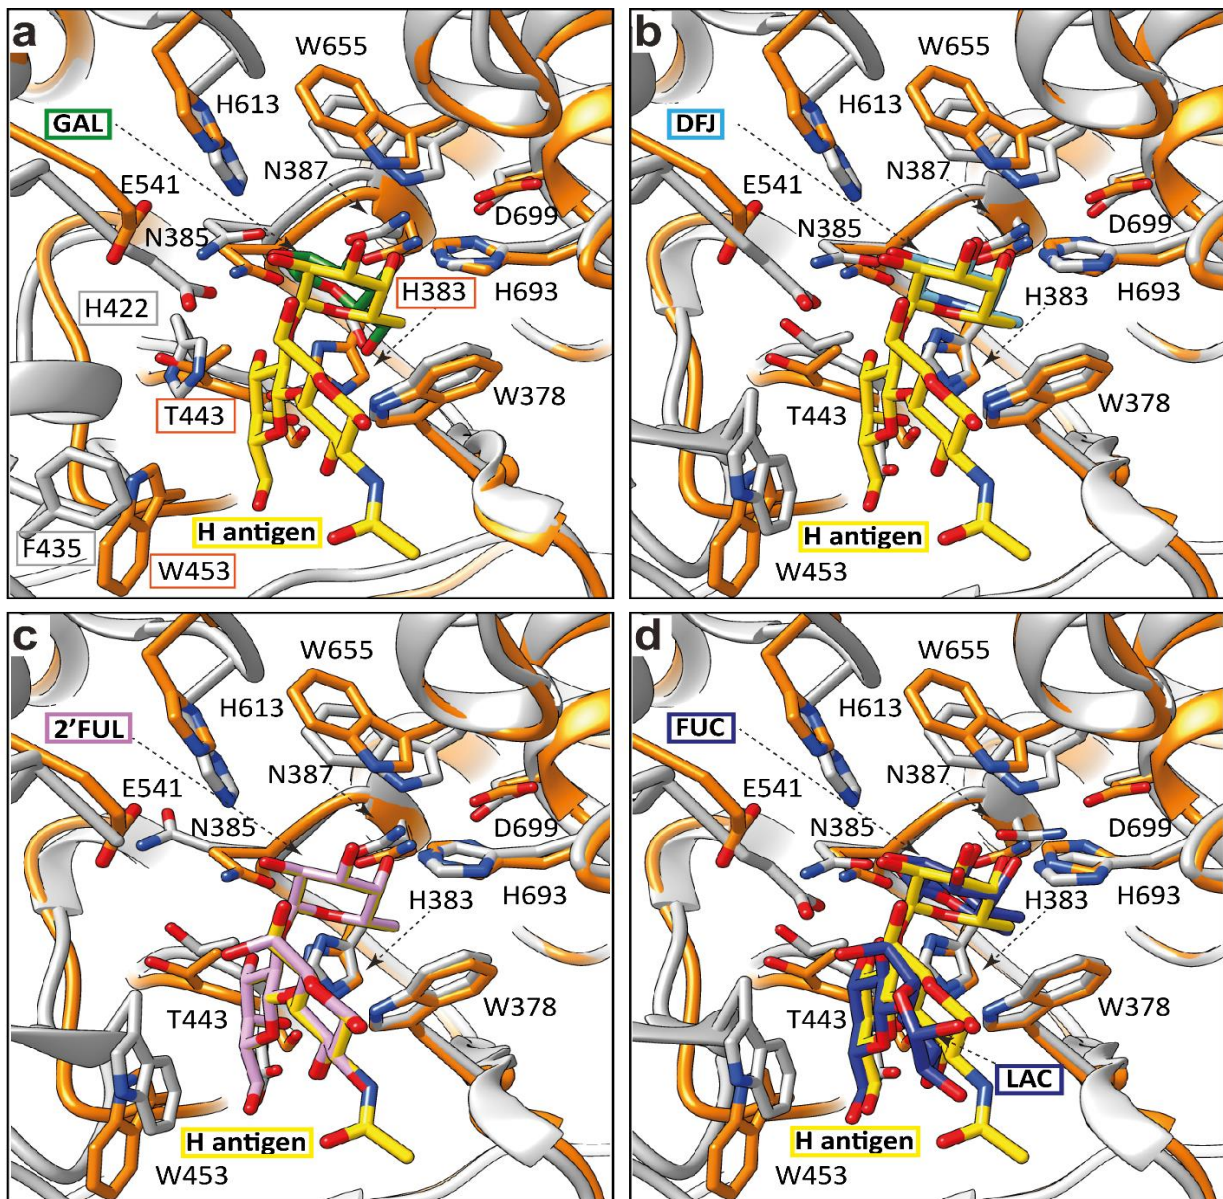 a
W655
H613
GAL
N387
E541
D699
N385
H383
H693
H422
T443
W378
H antigen
F435
W453
b
W655
H613
DFJ
N387
E541
D699
N385
H383
H693
T443
W378
H antigen
W453
c
W655
H613
2'FUL
N387
E541
D699
N385
H383
H693
W378
T443
H antigen
W453
d
W655
H613
FUC
N387
E541
D699
N385
H383
H693
W378
T443
LAC
H antigen
W453